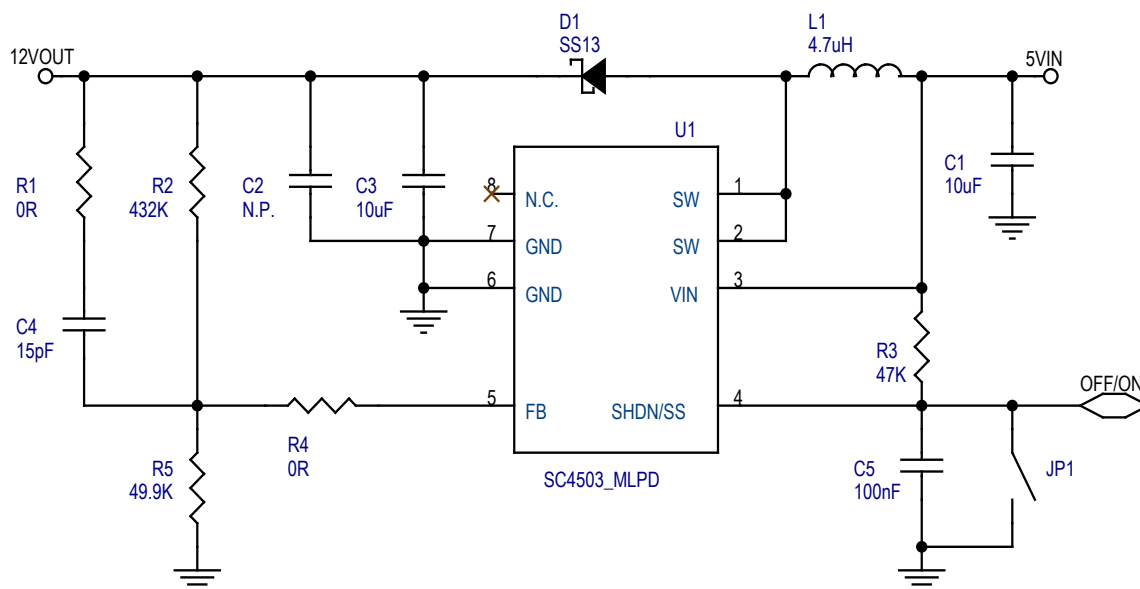 D1
SS13
L1
4.7uH
12VOUT
5VIN
U1
R1
0R
R2
432K
C2
N.P.
C3
10uF
C1
10uF
8
N.C.
SW
1
7
GND
SW
2
6
GND
VIN
3
C4
15pF
R3
47K
OFF/ON
5
FB
SHDN/SS
4
R4
0R
R5
49.9K
SC4503_MLPD
C5
100nF
JP1